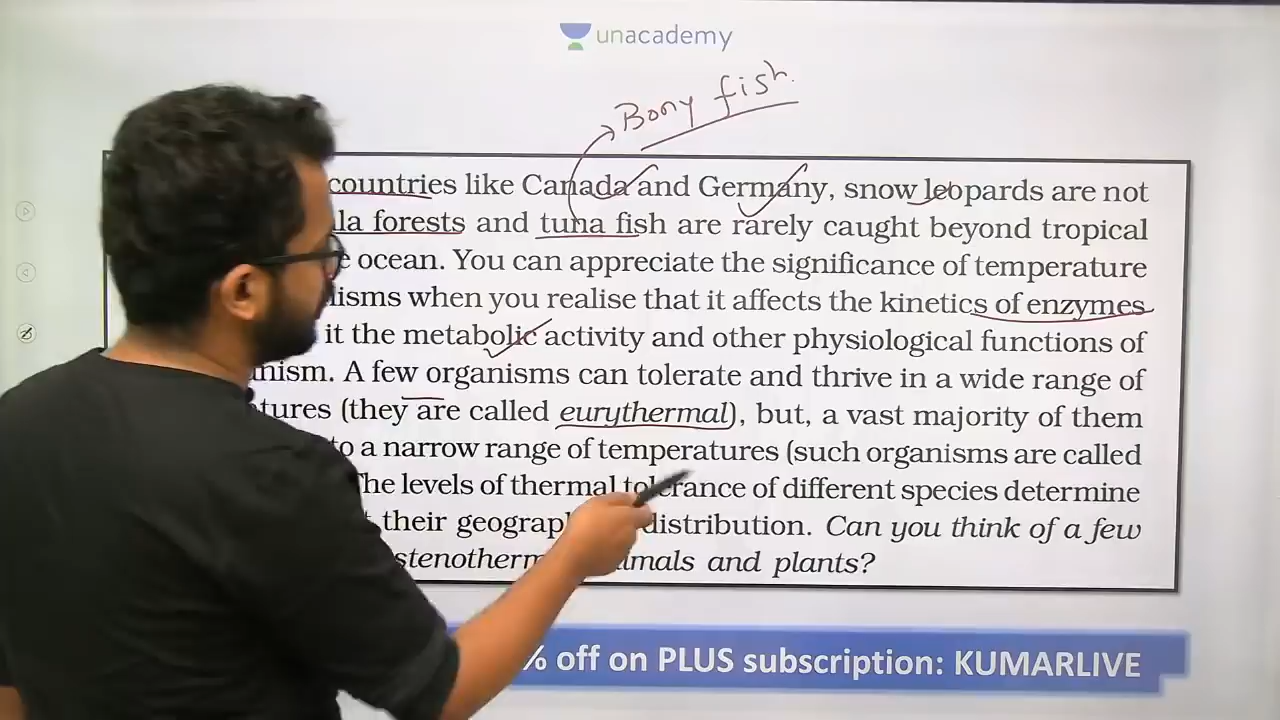 unacademy
Bony fish
countries like Canada and Germany, snow leopards are not
la forests and tuna fish are rarely caught beyond tropical
e ocean. You can appreciate the significance of temperature
lisms when you realise that it affects the kinetics of enzymes
it the metabolic activity and other physiological functions of
nism. A few organisms can tolerate and thrive in a wide range of
tures (they are called eurythermal), but, a vast majority of them
to a narrow range of temperatures (such organisms are called
The levels of thermal tolerance of different species determine
their geograp distribution. Can you think of a few
stenotherm imals and plants?
% off on PLUS subscription: KUMARLIVE